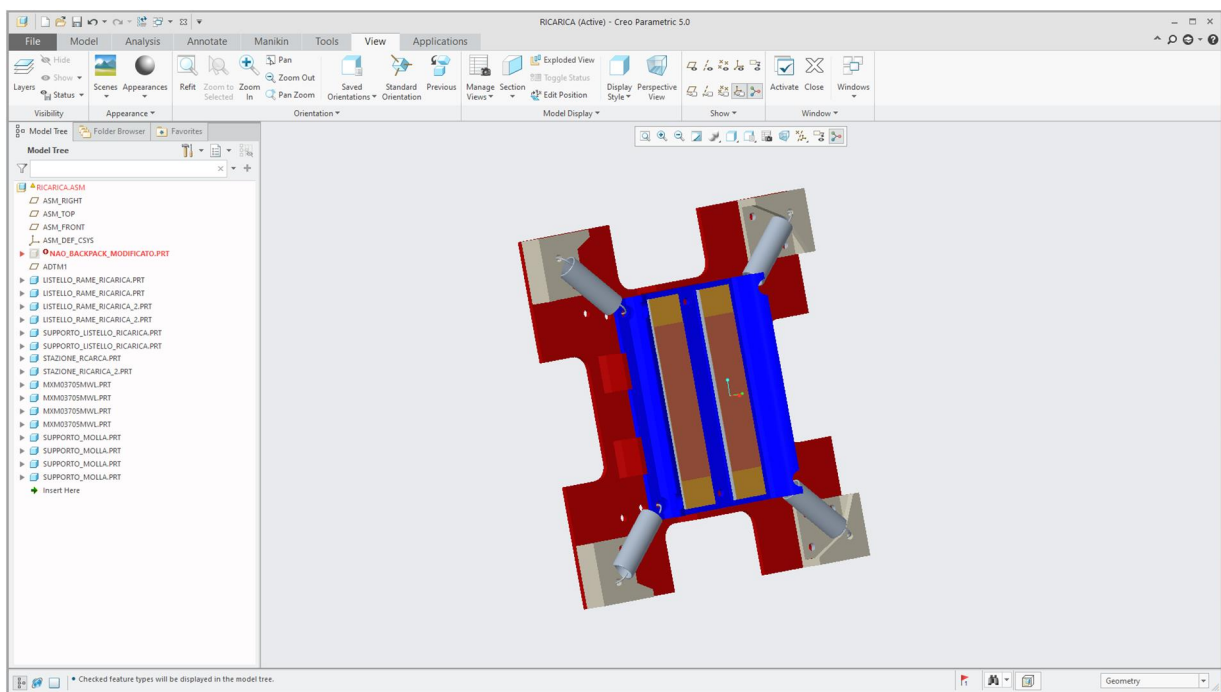 RICARICA (Active) - Creo Parametric 5.0
File Model Analysis Annotate Manikin Tools View Applications
Layers
Hide
Show
Status
Scenes
Appearances
Refit
Zoom to Selected
Zoom In
Pan
Zoom Out
Pan Zoom
Saved Orientations
Standard Orientation
Previous
Manage Views
Section
Exploded View
Toggle Status
Edit Position
Display Style
Perspective View
Activate
Close
Windows
Visibility Appearance Orientation Model Display Show Window
Model Tree Folder Browser Favorites
Model Tree
RICARICA.ASM
ASM_RIGHT
ASM_TOP
ASM_FRONT
ASM_DEF_CSYS
NAO_BACKPACK_MODIFICATO.PRT
ADTM1
LISTELLO_RAME_RICARICA.PRT
LISTELLO_RAME_RICARICA.PRT
LISTELLO_RAME_RICARICA_2.PRT
LISTELLO_RAME_RICARICA_2.PRT
SUPPORTO_LISTELLO_RICARICA.PRT
SUPPORTO_LISTELLO_RICARICA.PRT
STAZIONE_RCARCA.PRT
STAZIONE_RICARICA_2.PRT
MXM03705MWL.PRT
MXM03705MWL.PRT
MXM03705MWL.PRT
MXM03705MWL.PRT
SUPPORTO_MOLLA.PRT
SUPPORTO_MOLLA.PRT
SUPPORTO_MOLLA.PRT
SUPPORTO_MOLLA.PRT
Insert Here
• Checked feature types will be displayed in the model tree.
Geometry